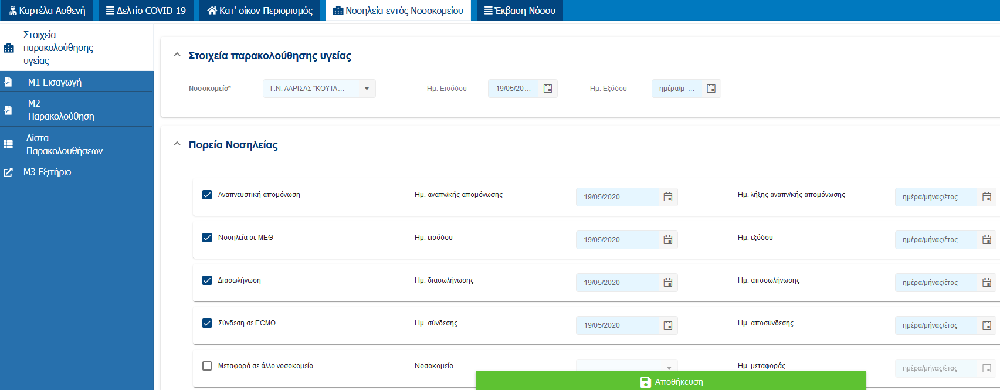 Καρτέλα Ασθενή
Δελτίο COVID-19
Κατ' οίκον Περιορισμός
Νοσηλεία εντός Νοσοκομείου
Έκβαση Νόσου
Στοιχεία
παρακολούθησης
υγείας
Μ1 Εισαγωγή
Μ2
Παρακολούθηση
Λίστα
Παρακολουθήσεων
Μ3 Εξιτήριο
Στοιχεία παρακολούθησης υγείας
Νοσοκομείο*
Γ.Ν. ΛΑΡΙΣΑΣ "ΚΟΥΤΛ...
Ημ. Εισόδου
19/05/20...
Ημ. Εξόδου
ημέρα/μ ...
Πορεία Νοσηλείας
Αναπνευστική απομόνωση
Ημ. αναπν/κής απομόνωσης
19/05/2020
Ημ. λήξης αναπν/κής απομόνωσης
ημέρα/μήνας/έτος
Νοσηλεία σε ΜΕΘ
Ημ. εισόδου
19/05/2020
Ημ. εξόδου
ημέρα/μήνας/έτος
Διασωλήνωση
Ημ. διασωλήνωσης
19/05/2020
Ημ. αποσωλήνωσης
ημέρα/μήνας/έτος
Σύνδεση σε ECMO
Ημ. σύνδεσης
19/05/2020
Ημ. αποσύνδεσης
ημέρα/μήνας/έτος
Μεταφορά σε άλλο νοσοκομείο
Νοσοκομείο
Ημ. μεταφοράς
ημέρα/μήνας/έτος
Αποθήκευση